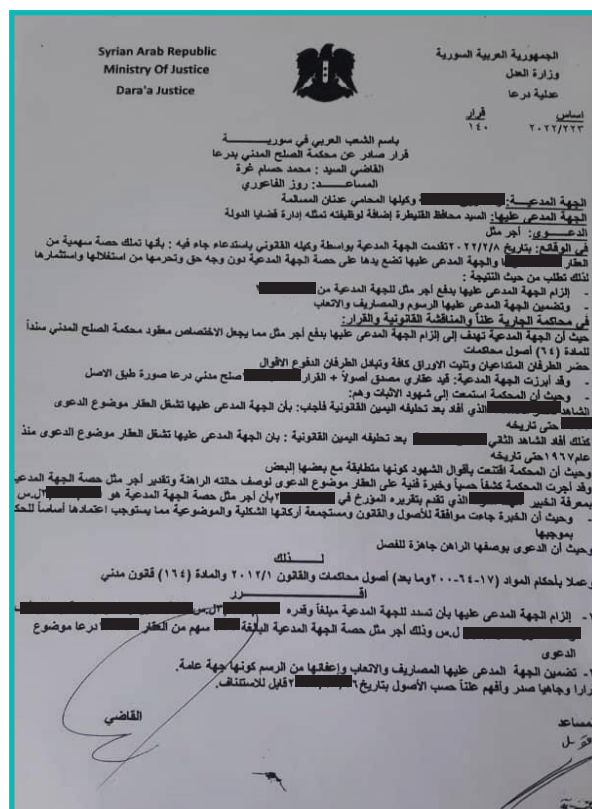 Syrian Arab Republic
Ministry Of Justice
Dara'a Justice
الجمهورية العربية السورية
وزارة العدل
عدلية درعا
اساس قرار
٢٠٢٢/٢٢٣ ١٤٠
باسم الشعب العربي في سوريـــــــــة
قرار صادر عن محكمة الصلح المدني بدرعا
القاضي السيد : محمد حسام غرة
المساعـــــد: روز الفاعوري
الجهة المدعيـــة: وكيلها المحامي عدنان المسالمة
الجهة المدعى عليها: السيد محافظ القنيطرة إضافة لوظيفته تمثله إدارة قضايا الدولة
الدعـــــوى: أجر مثل
في الوقائع: بتاريخ ٢٠٢٢/٢/٨ تقدمت الجهة المدعية بواسطة وكيله القانوني باستدعاء جاء فيه : بأنها تملك حصة سهمية من
العقار والجهة المدعى عليها تضع يدها على حصة الجهة المدعية دون وجه حق وتحرمها من استغلالها واستثمارها
لذلك تطلب من حيث النتيجة :
- إلزام الجهة المدعى عليها بدفع أجر مثل للجهة المدعية من
- وتضمين الجهة المدعى عليها الرسوم والمصاريف والاتعاب
في محاكمة الجارية علناً والمناقشة القانونية والقرار:
حيث أن الجهة المدعية تهدف إلى إلزام الجهة المدعى عليها بدفع أجر مثل مما يجعل الاختصاص معقود محكمة الصلح المدني سنداً
للمادة (٦٤) أصول محاكمات
حضر الطرفان المتداعيان وتليت الاوراق كافة وتبادل الطرفان الدفوع الاقوال
- وقد أبرزت الجهة المدعية: قيد عقاري مصدق أصولاً + القرار صلح مدني درعا صورة طبق الاصل
- وحيث أن المحكمة استمعت إلى شهود الاثبات وهم:
الشاهد الذي أفاد بعد تحليفه اليمين القانونية فأجاب: بأن الجهة المدعى عليها تشغل العقار موضوع الدعوى
حتى تاريخه
كذلك أفاد الشاهد الثاني بعد تحليفه اليمين القانونية : بان الجهة المدعى عليها تشغل العقار موضوع الدعوى منذ
عام ١٩٦٧ حتى تاريخه
وحيث أن المحكمة اقتنعت بأقوال الشهود كونها متطابقة مع بعضها البعض
وقد أجرت المحكمة كشفاً وخبرة فنية على العقار موضوع الدعوى لوصف حالته الراهنة وتقدير أجر مثل حصة الجهة المدعية
بمعرفة الخبير الذي تقدم بتقريره المؤرخ في بأن أجر مثل حصة الجهة المدعية هو ل.س
- وحيث أن الخبرة جاءت موافقة للأصول والقانون ومستجمعة أركانها الشكلية والموضوعية مما يستوجب اعتمادها أساساً للحكم
بموجبها
وحيث أن الدعوى بوصفها الراهن جاهزة للفصل
لـــــذلك
وعملا بأحكام المواد (١٧-٦٤-٢٠٠ وما بعد) أصول محاكمات والقانون ٢٠١٢/١ والمادة (١٦٤) قانون مدني
أقـــــــــرر
- إلزام الجهة المدعى عليها بأن تسدد للجهة المدعية مبلغاً وقدره ل.س
ل.س وذلك أجر مثل حصة الجهة المدعية البالغة سهم من العقار درعا موضوع
الدعوى
- تضمين الجهة المدعى عليها المصاريف والاتعاب وإعفائها من الرسم كونها جهة عامة.
قرارا وجاهيا صدر وأفهم علناً حسب الأصول بتاريخ قابل للاستئناف.
القاضي
مساعد